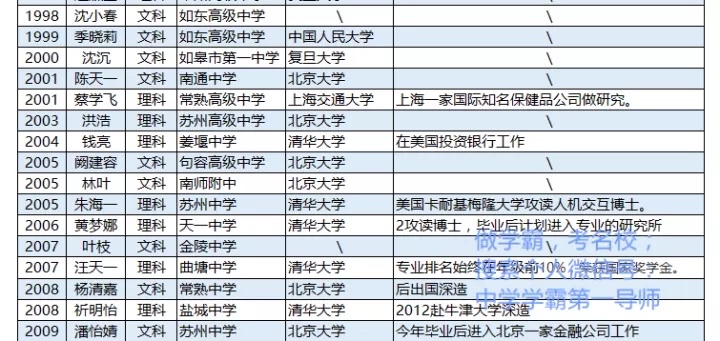 1998 沈小春 文科 如东高级中学 \ \
1999 季晓莉 文科 如东高级中学 中国人民大学 \
2000 沈沉 文科 如皋市第一中学 复旦大学 \
2001 陈天一 文科 南通中学 北京大学 \
2001 蔡学飞 理科 常熟高级中学 上海交通大学 上海一家国际知名保健品公司做研究。
2003 洪浩 理科 苏州高级中学 北京大学 \
2004 钱亮 理科 姜堰中学 清华大学 在美国投资银行工作
2005 阙建容 文科 句容高级中学 北京大学 \
2005 林叶 文科 南师附中 北京大学 \
2005 朱海一 理科 苏州中学 清华大学 美国卡耐基梅隆大学攻读人机交互博士。
2006 黄梦娜 理科 天一中学 清华大学 2攻读博士，毕业后计划进入专业的研究所
2007 叶枝 文科 金陵中学 \ \
2007 汪天一 理科 曲塘中学 清华大学 专业排名始终在年级前10%，荣获国家奖学金。
2008 杨清嘉 文科 常熟中学 北京大学 后出国深造
2008 祈明怡 理科 盐城中学 清华大学 2012赴牛津大学深造
2009 潘怡婧 文科 苏州中学 北京大学 今年毕业后进入北京一家金融公司工作
做学霸，考名校；
个人微信号：
中学学霸第一导师